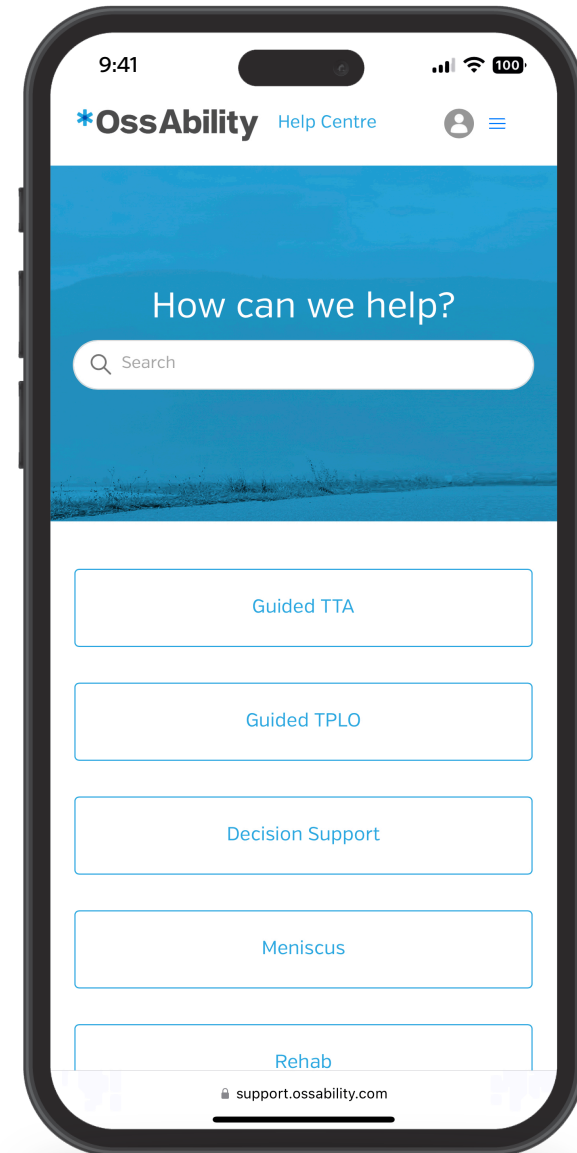 9:41
100
*OssAbility Help Centre
How can we help?
Search
Guided TTA
Guided TPLO
Decision Support
Meniscus
Rehab
support.ossability.com